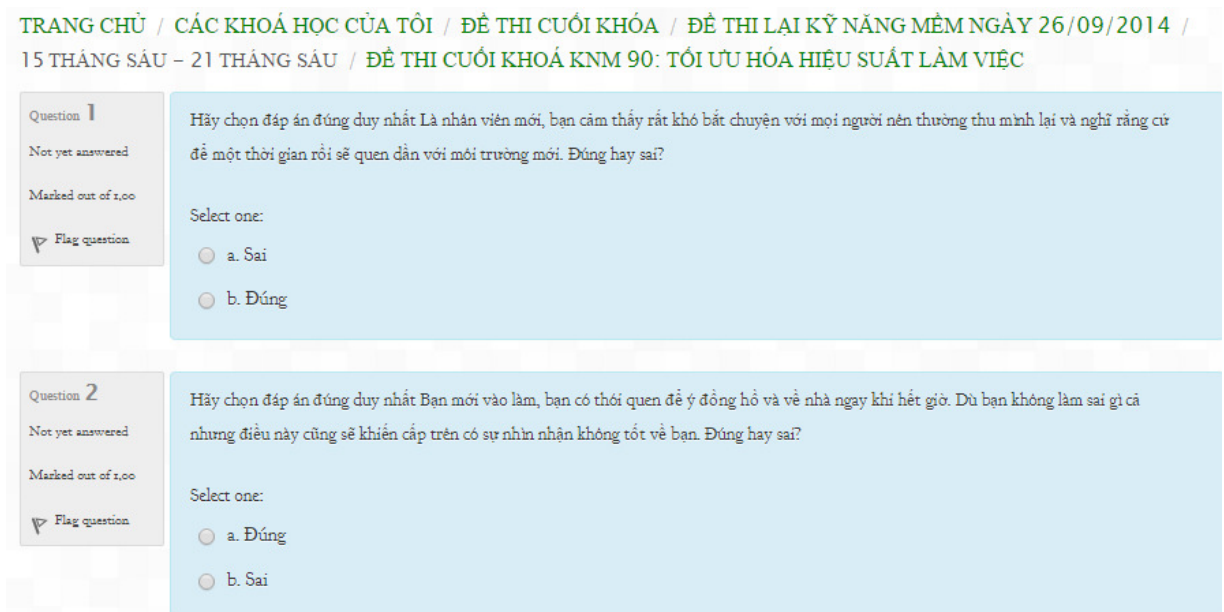 TRANG CHỦ / CÁC KHOÁ HỌC CỦA TÔI / ĐỀ THI CUỐI KHÓA / ĐỀ THI LẠI KỸ NĂNG MỀM NGÀY 26/09/2014 /
15 THÁNG SÁU - 21 THÁNG SÁU / ĐỀ THI CUỐI KHOÁ KNM 90: TỐI ƯU HÓA HIỆU SUẤT LÀM VIỆC
Question 1
Not yet answered
Marked out of 1,00
Flag question
Hãy chọn đáp án đúng duy nhất Là nhân viên mới, bạn cảm thấy rất khó bắt chuyện với mọi người nên thường thu mình lại và nghĩ rằng cứ
để một thời gian rồi sẽ quen dần với môi trường mới. Đúng hay sai?
Select one:
a. Sai
b. Đúng
Question 2
Not yet answered
Marked out of 1,00
Flag question
Hãy chọn đáp án đúng duy nhất Bạn mới vào làm, bạn có thói quen để ý đồng hồ và về nhà ngay khi hết giờ. Dù bạn không làm sai gì cả
nhưng điều này cũng sẽ khiến cấp trên có sự nhìn nhận không tốt về bạn. Đúng hay sai?
Select one:
a. Đúng
b. Sai